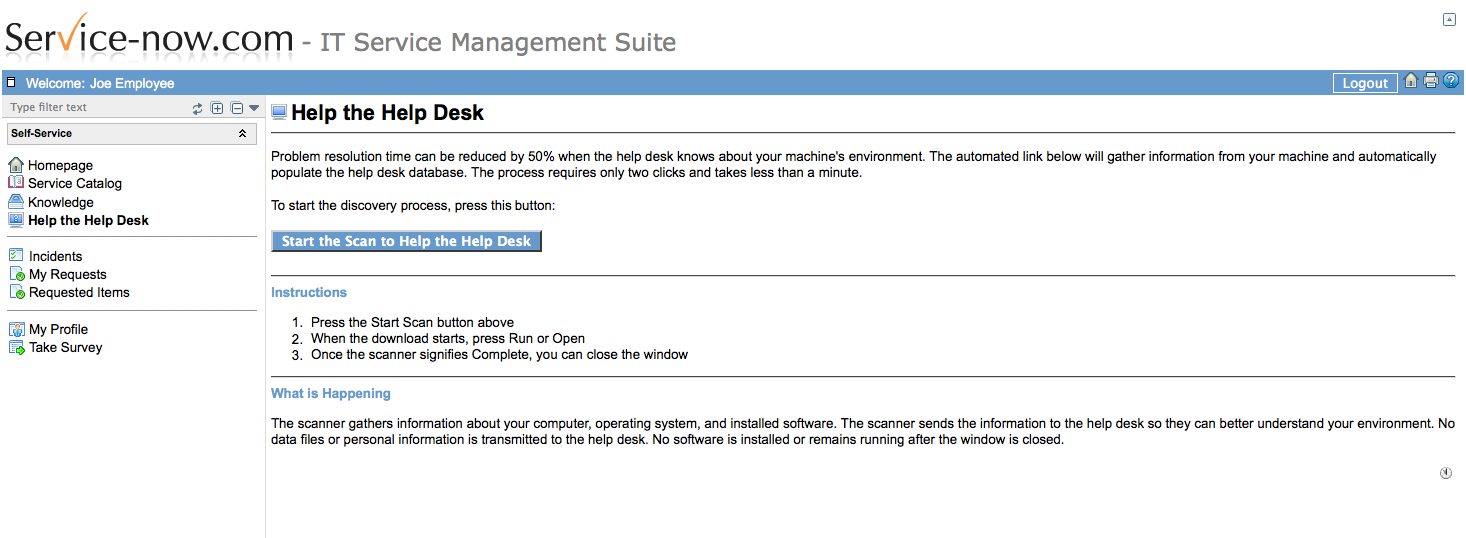 Service-now.com - IT Service Management Suite
Welcome: Joe Employee
Logout
Type filter text
Self-Service
Homepage
Service Catalog
Knowledge
Help the Help Desk
Incidents
My Requests
Requested Items
My Profile
Take Survey
Help the Help Desk
Problem resolution time can be reduced by 50% when the help desk knows about your machine's environment. The automated link below will gather information from your machine and automatically
populate the help desk database. The process requires only two clicks and takes less than a minute.
To start the discovery process, press this button:
Start the Scan to Help the Help Desk
Instructions
1. Press the Start Scan button above
2. When the download starts, press Run or Open
3. Once the scanner signifies Complete, you can close the window
What is Happening
The scanner gathers information about your computer, operating system, and installed software. The scanner sends the information to the help desk so they can better understand your environment. No
data files or personal information is transmitted to the help desk. No software is installed or remains running after the window is closed.